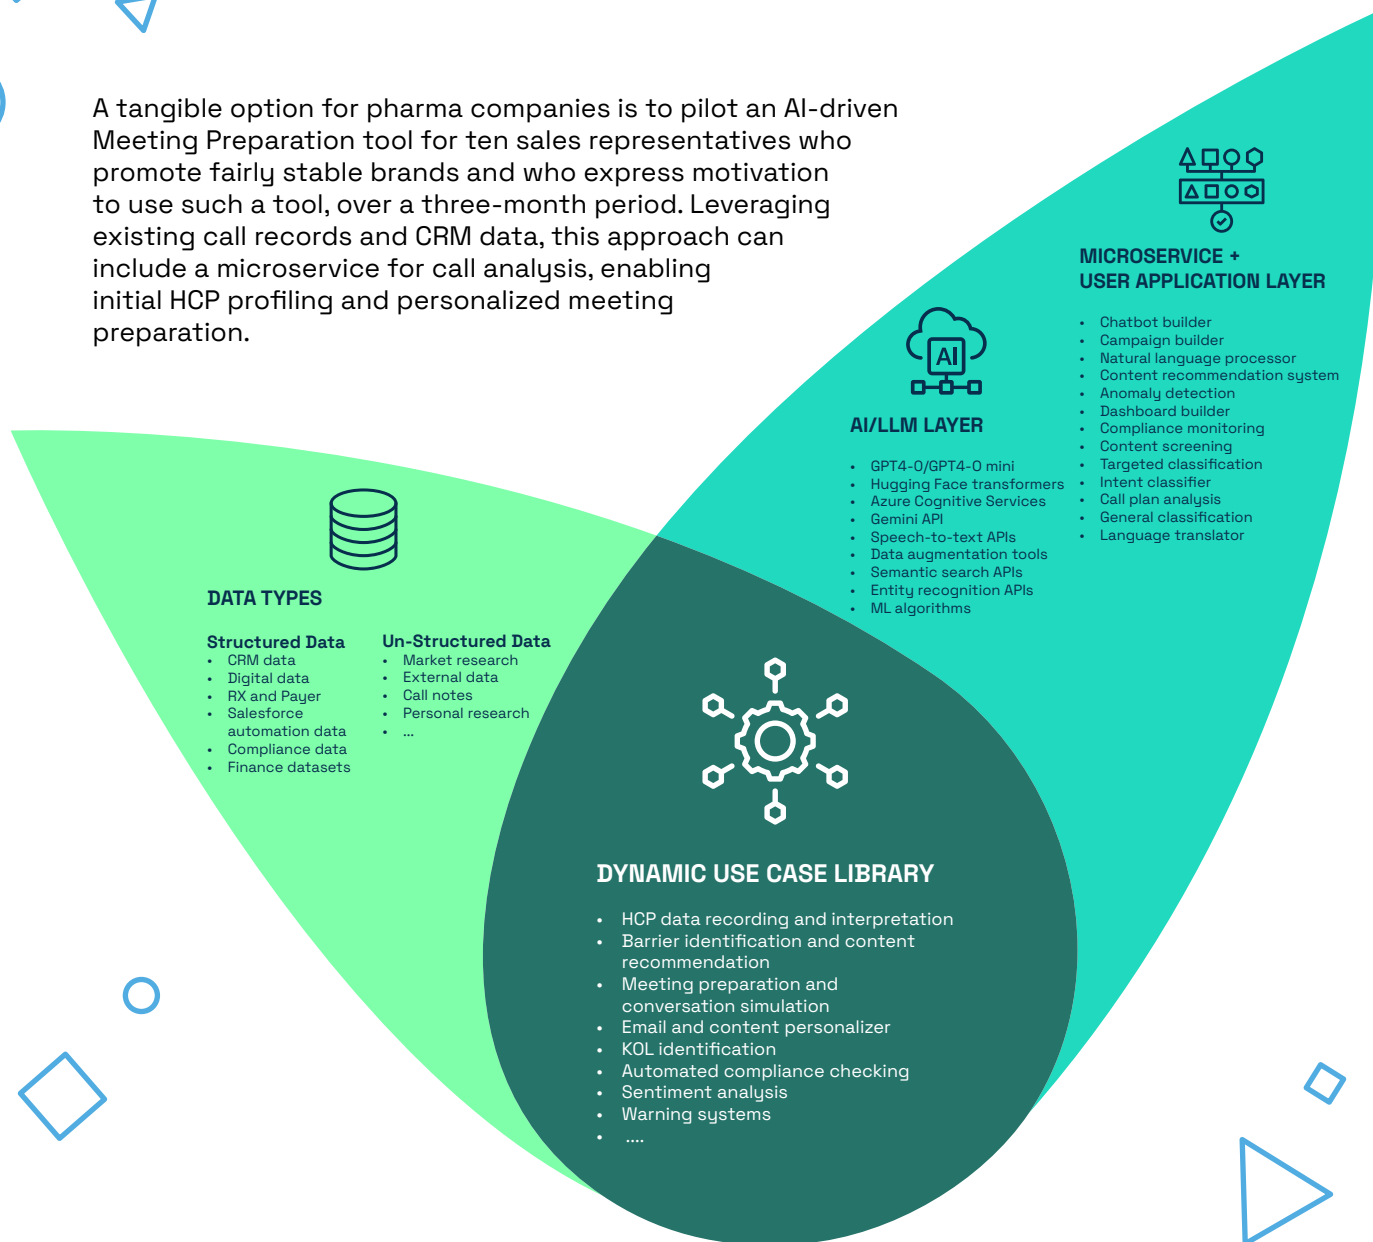 A tangible option for pharma companies is to pilot an AI-driven
Meeting Preparation tool for ten sales representatives who
promote fairly stable brands and who express motivation
to use such a tool, over a three-month period. Leveraging
existing call records and CRM data, this approach can
include a microservice for call analysis, enabling
initial HCP profiling and personalized meeting
preparation.
MICROSERVICE +
USER APPLICATION LAYER
• Chatbot builder
• Campaign builder
• Natural language processor
• Content recommendation system
• Anomaly detection
• Dashboard builder
• Compliance monitoring
• Content screening
• Targeted classification
• Intent classifier
• Call plan analysis
• General classification
• Language translator
AI
AI/LLM LAYER
• GPT4-0/GPT4-0 mini
• Hugging Face transformers
• Azure Cognitive Services
• Gemini API
• Speech-to-text APIs
• Data augmentation tools
• Semantic search APIs
• Entity recognition APIs
• ML algorithms
DATA TYPES
Structured Data
• CRM data
• Digital data
• RX and Payer
• Salesforce
automation data
• Compliance data
• Finance datasets
Un-Structured Data
• Market research
• External data
• Call notes
• Personal research
• ...
DYNAMIC USE CASE LIBRARY
• HCP data recording and interpretation
• Barrier identification and content
recommendation
• Meeting preparation and
conversation simulation
• Email and content personalizer
• KOL identification
• Automated compliance checking
• Sentiment analysis
• Warning systems
• ....